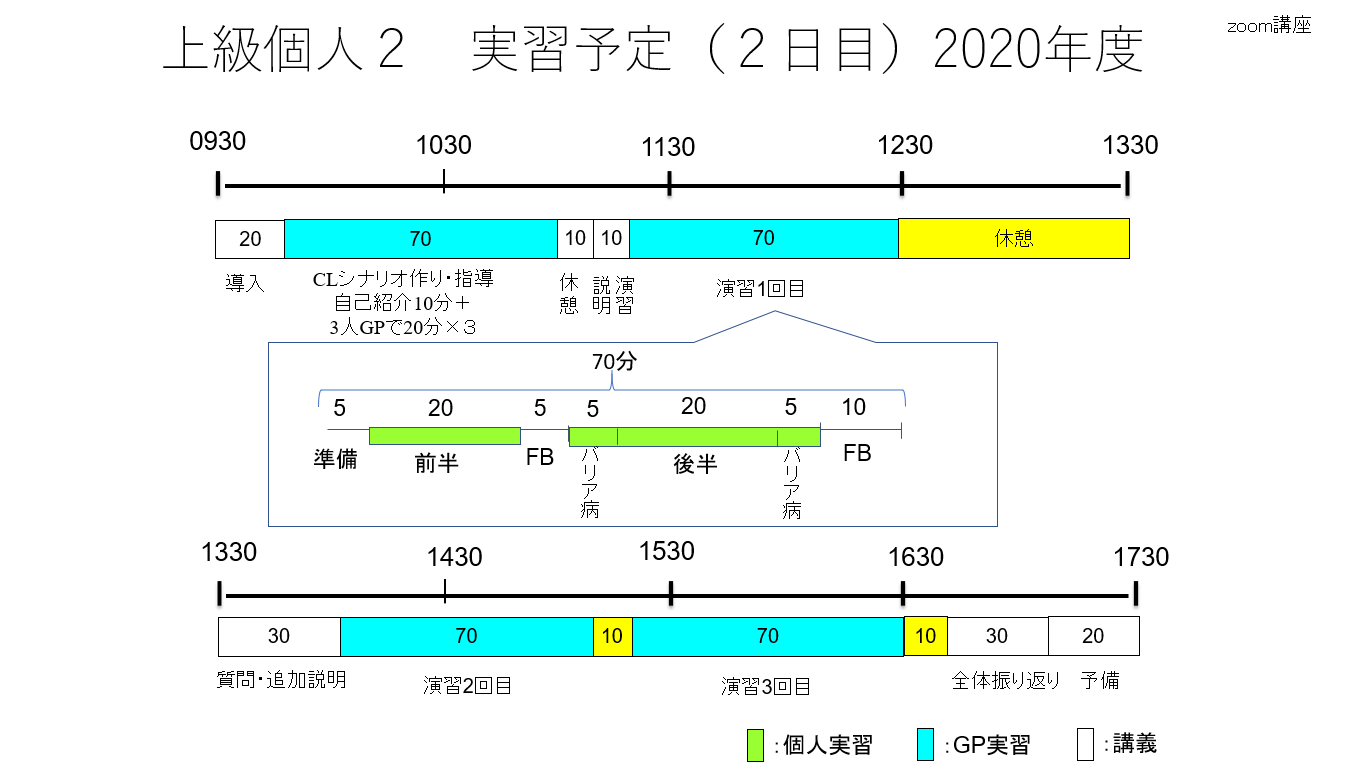 zoom講座
上級個人２　実習予定（２日目）2020年度
0930 1030 1130 1230 1330
20 70 10 10 70 休憩
導入
CLシナリオ作り・指導
自己紹介10分＋
3人GPで20分×３
休憩
演習
説明
演習1回目
70分
5 20 5 5 20 5 10
準備 前半 FB バリア病 後半 バリア病 FB
1330 1430 1530 1630 1730
30 70 10 70 10 30 20
質問・追加説明 演習2回目 演習3回目 全体振り返り 予備
：個人実習 ：GP実習 ：講義